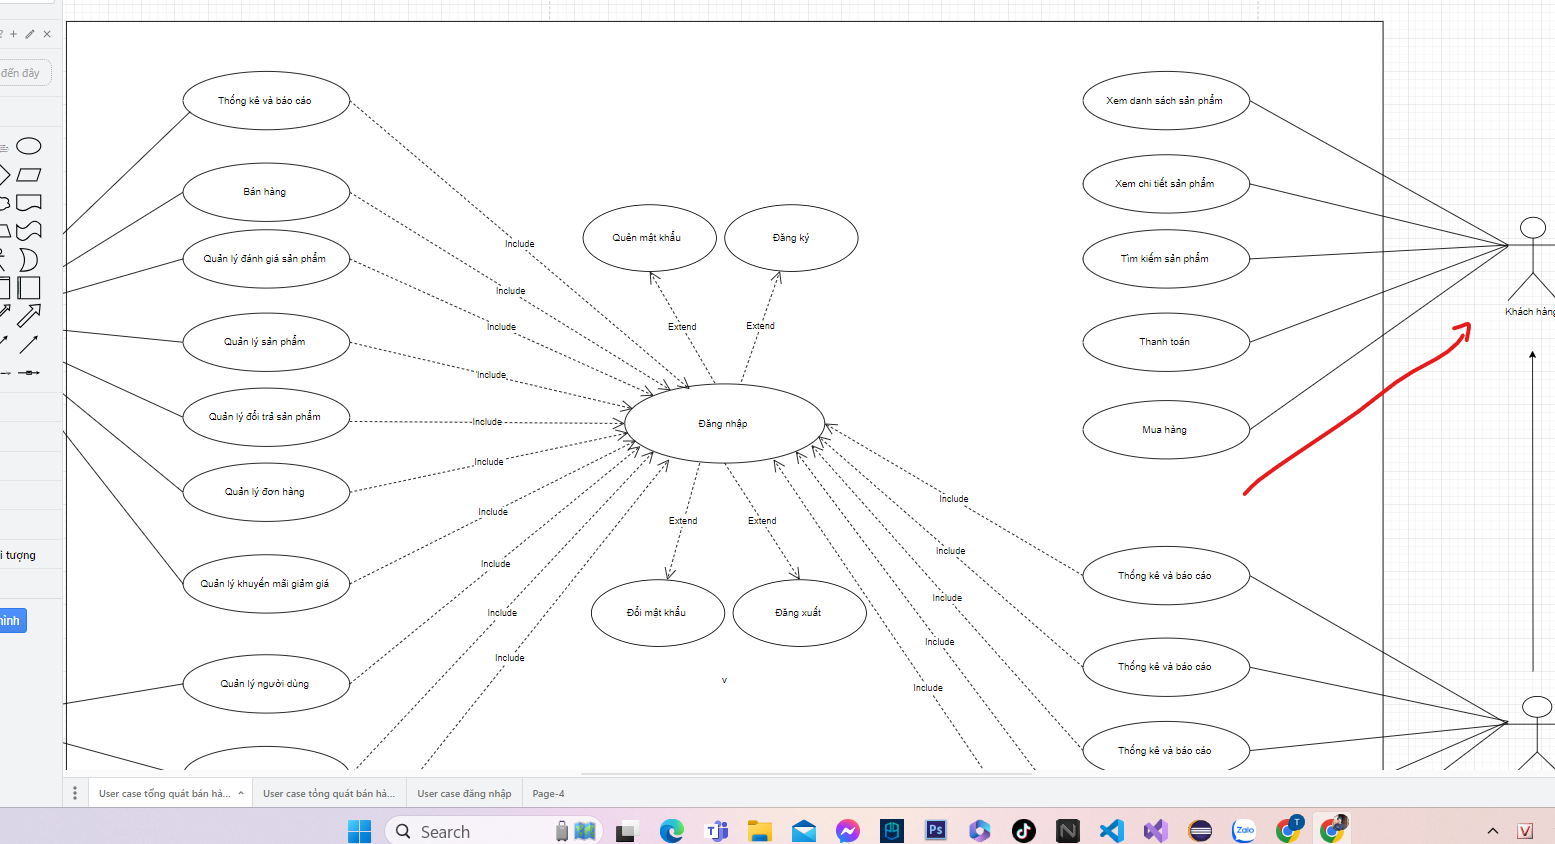 đến đây
i tượng
Thống kê và báo cáo
Bán hàng
Quản lý đánh giá sản phẩm
Quản lý sản phẩm
Quản lý đổi trả sản phẩm
Quản lý đơn hàng
Quản lý khuyến mãi giảm giá
Quản lý người dùng
Include
Include
Include
Include
Include
Include
Include
Include
Include
Include
Quên mật khẩu
Đăng ký
Extend
Extend
Đăng nhập
Extend
Extend
Đổi mật khẩu
Đăng xuất
v
Include
Include
Include
Include
Include
Xem danh sách sản phẩm
Xem chi tiết sản phẩm
Tìm kiếm sản phẩm
Thanh toán
Mua hàng
Thống kê và báo cáo
Thống kê và báo cáo
Thống kê và báo cáo
Khách hàng
User case tổng quát bán hà...
User case tổng quát bán hà...
User case đăng nhập
Page-4
Search
Ps
Zalo
T
N
V